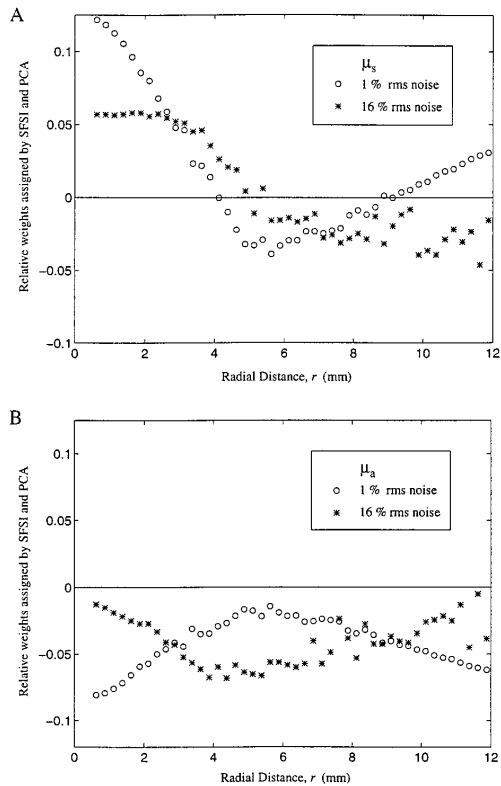 A
0.1
0.05
0
−0.05
−0.1
Relative weights assigned by SFSI and PCA
μs
1 % rms noise
16 % rms noise
0 2 4 6 8 10 12
Radial Distance, r (mm)
B
0.1
0.05
0
−0.05
−0.1
Relative weights assigned by SFSI and PCA
μa
1 % rms noise
16 % rms noise
0 2 4 6 8 10 12
Radial Distance, r (mm)